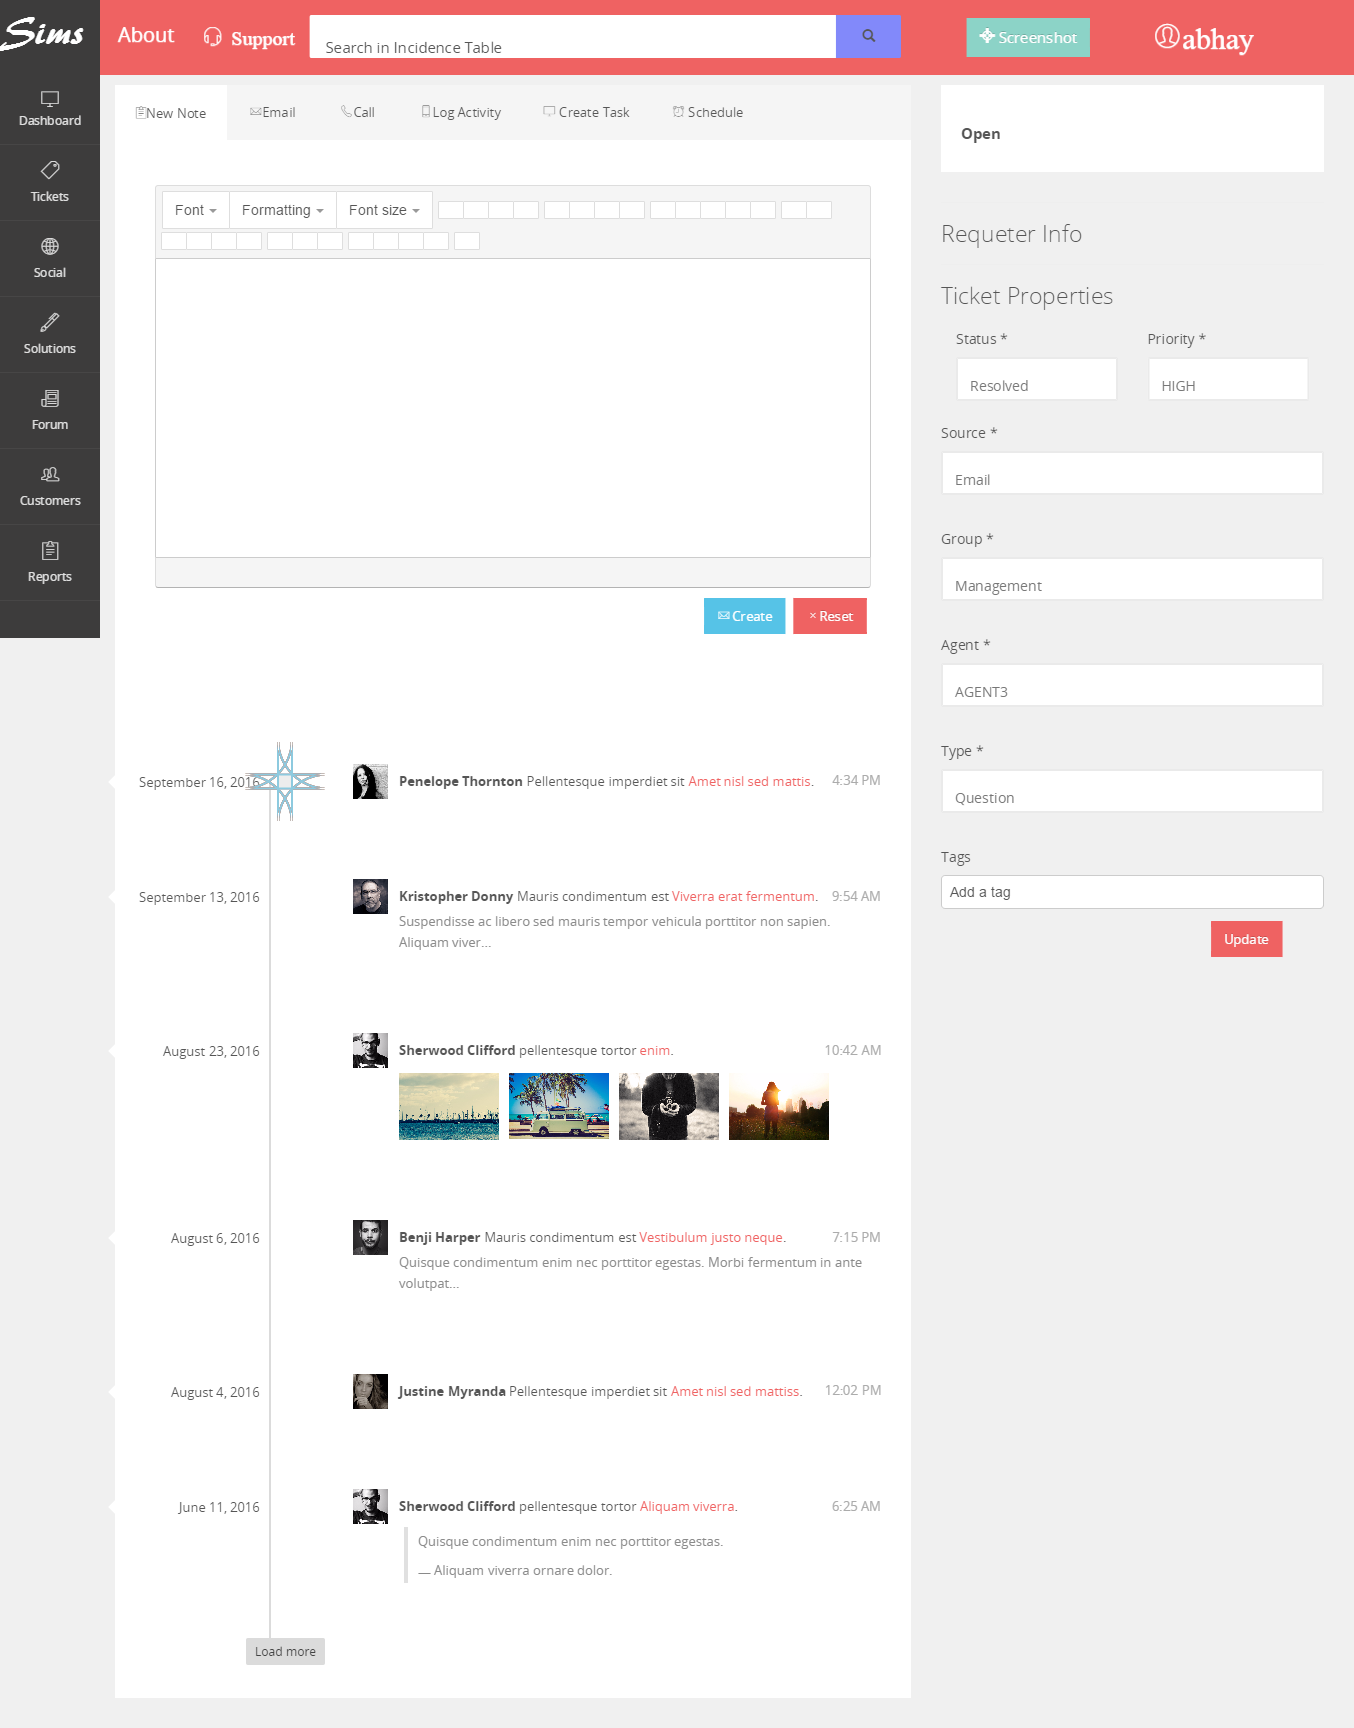 Sims
About
Support
Search in Incidence Table
Screenshot
abhay
Dashboard
Tickets
Social
Solutions
Forum
Customers
Reports
New Note
Email
Call
Log Activity
Create Task
Schedule
Font
Formatting
Font size
Create
Reset
September 16, 2016
Penelope Thornton Pellentesque imperdiet sit Amet nisl sed mattis.
4:34 PM
September 13, 2016
Kristopher Donny Mauris condimentum est Viverra erat fermentum.
9:54 AM
Suspendisse ac libero sed mauris tempor vehicula porttitor non sapien.
Aliquam viver...
August 23, 2016
Sherwood Clifford pellentesque tortor enim.
10:42 AM
August 6, 2016
Benji Harper Mauris condimentum est Vestibulum justo neque.
7:15 PM
Quisque condimentum enim nec porttitor egestas. Morbi fermentum in ante
volutpat...
August 4, 2016
Justine Myranda Pellentesque imperdiet sit Amet nisl sed mattiss.
12:02 PM
June 11, 2016
Sherwood Clifford pellentesque tortor Aliquam viverra.
6:25 AM
Quisque condimentum enim nec porttitor egestas.
— Aliquam viverra ornare dolor.
Load more
Open
Requeter Info
Ticket Properties
Status *
Priority *
Resolved
HIGH
Source *
Email
Group *
Management
Agent *
AGENT3
Type *
Question
Tags
Add a tag
Update